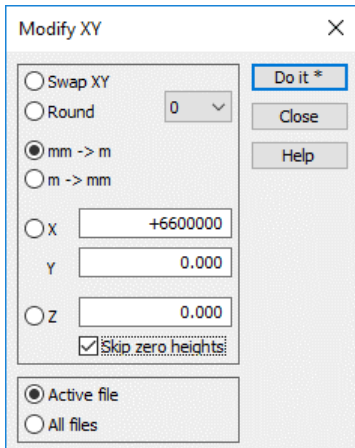 Modify XY
Swap XY
Do it *
Round 0
Close
mm -> m
Help
m -> mm
X +6600000
Y 0.000
Z 0.000
Skip zero heights
Active file
All files